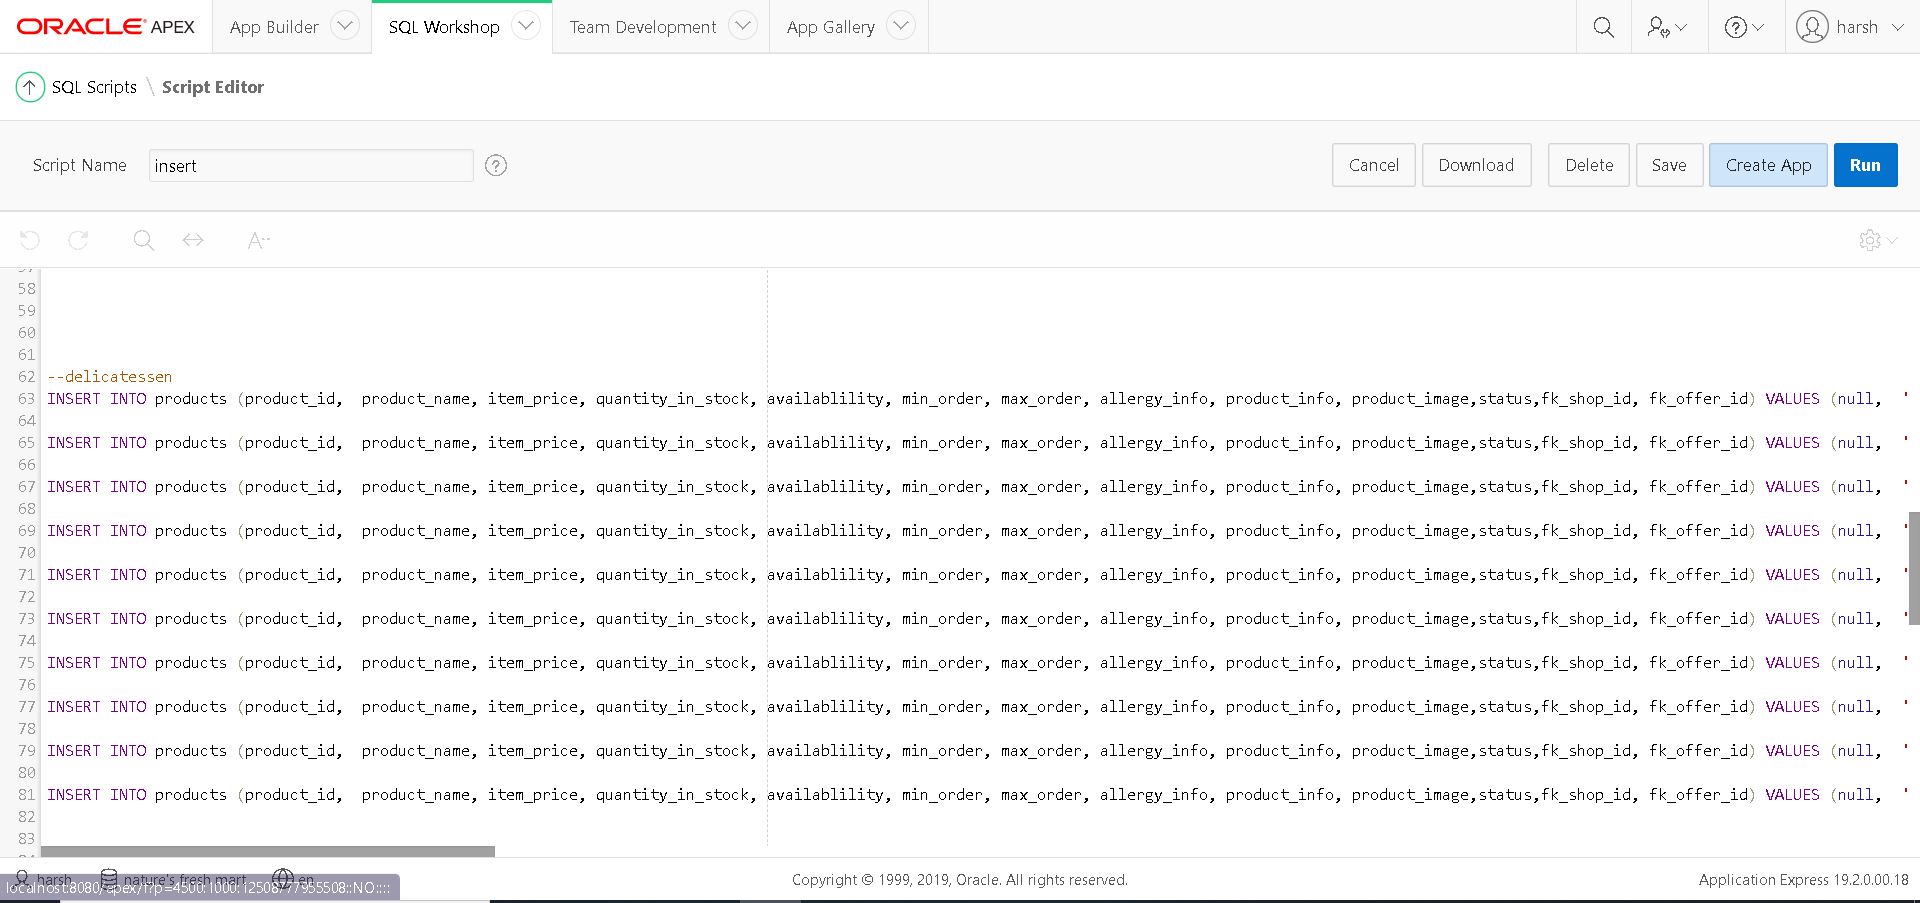 ORACLE APEX App Builder SQL Workshop Team Development App Gallery harsh
SQL Scripts \ Script Editor
Script Name insert Cancel Download Delete Save Create App Run
58
59
60
61
62 --delicatessen
63 INSERT INTO products (product_id, product_name, item_price, quantity_in_stock, availablility, min_order, max_order, allergy_info, product_info, product_image,status,fk_shop_id, fk_offer_id) VALUES (null, '
64
65 INSERT INTO products (product_id, product_name, item_price, quantity_in_stock, availablility, min_order, max_order, allergy_info, product_info, product_image,status,fk_shop_id, fk_offer_id) VALUES (null, '
66
67 INSERT INTO products (product_id, product_name, item_price, quantity_in_stock, availablility, min_order, max_order, allergy_info, product_info, product_image,status,fk_shop_id, fk_offer_id) VALUES (null, '
68
69 INSERT INTO products (product_id, product_name, item_price, quantity_in_stock, availablility, min_order, max_order, allergy_info, product_info, product_image,status,fk_shop_id, fk_offer_id) VALUES (null, '
70
71 INSERT INTO products (product_id, product_name, item_price, quantity_in_stock, availablility, min_order, max_order, allergy_info, product_info, product_image,status,fk_shop_id, fk_offer_id) VALUES (null, '
72
73 INSERT INTO products (product_id, product_name, item_price, quantity_in_stock, availablility, min_order, max_order, allergy_info, product_info, product_image,status,fk_shop_id, fk_offer_id) VALUES (null, '
74
75 INSERT INTO products (product_id, product_name, item_price, quantity_in_stock, availablility, min_order, max_order, allergy_info, product_info, product_image,status,fk_shop_id, fk_offer_id) VALUES (null, '
76
77 INSERT INTO products (product_id, product_name, item_price, quantity_in_stock, availablility, min_order, max_order, allergy_info, product_info, product_image,status,fk_shop_id, fk_offer_id) VALUES (null, '
78
79 INSERT INTO products (product_id, product_name, item_price, quantity_in_stock, availablility, min_order, max_order, allergy_info, product_info, product_image,status,fk_shop_id, fk_offer_id) VALUES (null, '
80
81 INSERT INTO products (product_id, product_name, item_price, quantity_in_stock, availablility, min_order, max_order, allergy_info, product_info, product_image,status,fk_shop_id, fk_offer_id) VALUES (null, '
82
83
harsh nature's fresh mart en Copyright © 1999, 2019, Oracle. All rights reserved. Application Express 19.2.0.00.18